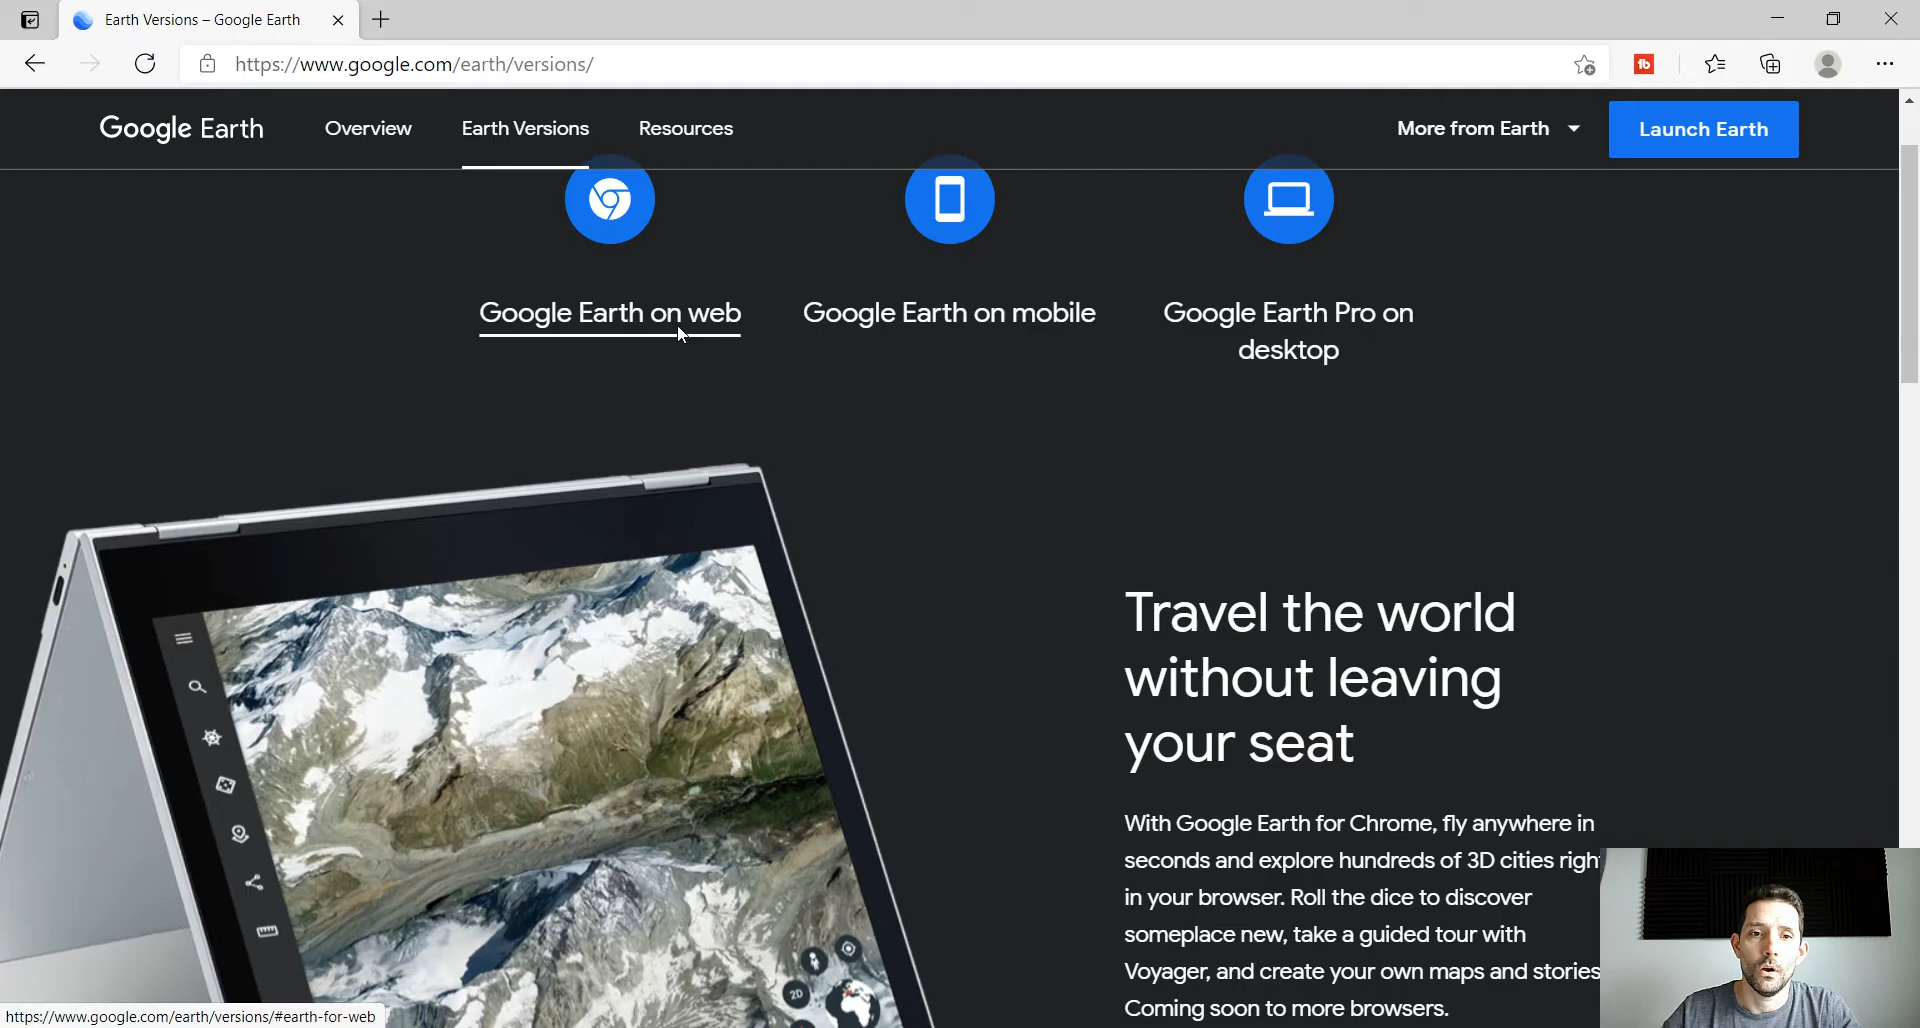 Earth Versions – Google Earth
https://www.google.com/earth/versions/
Google Earth
Overview
Earth Versions
Resources
More from Earth
Launch Earth
Google Earth on web
Google Earth on mobile
Google Earth Pro on
desktop
Travel the world
without leaving
your seat
With Google Earth for Chrome, fly anywhere in
seconds and explore hundreds of 3D cities righ
in your browser. Roll the dice to discover
someplace new, take a guided tour with
Voyager, and create your own maps and stories
Coming soon to more browsers.
2D
https://www.google.com/earth/versions/#earth-for-web